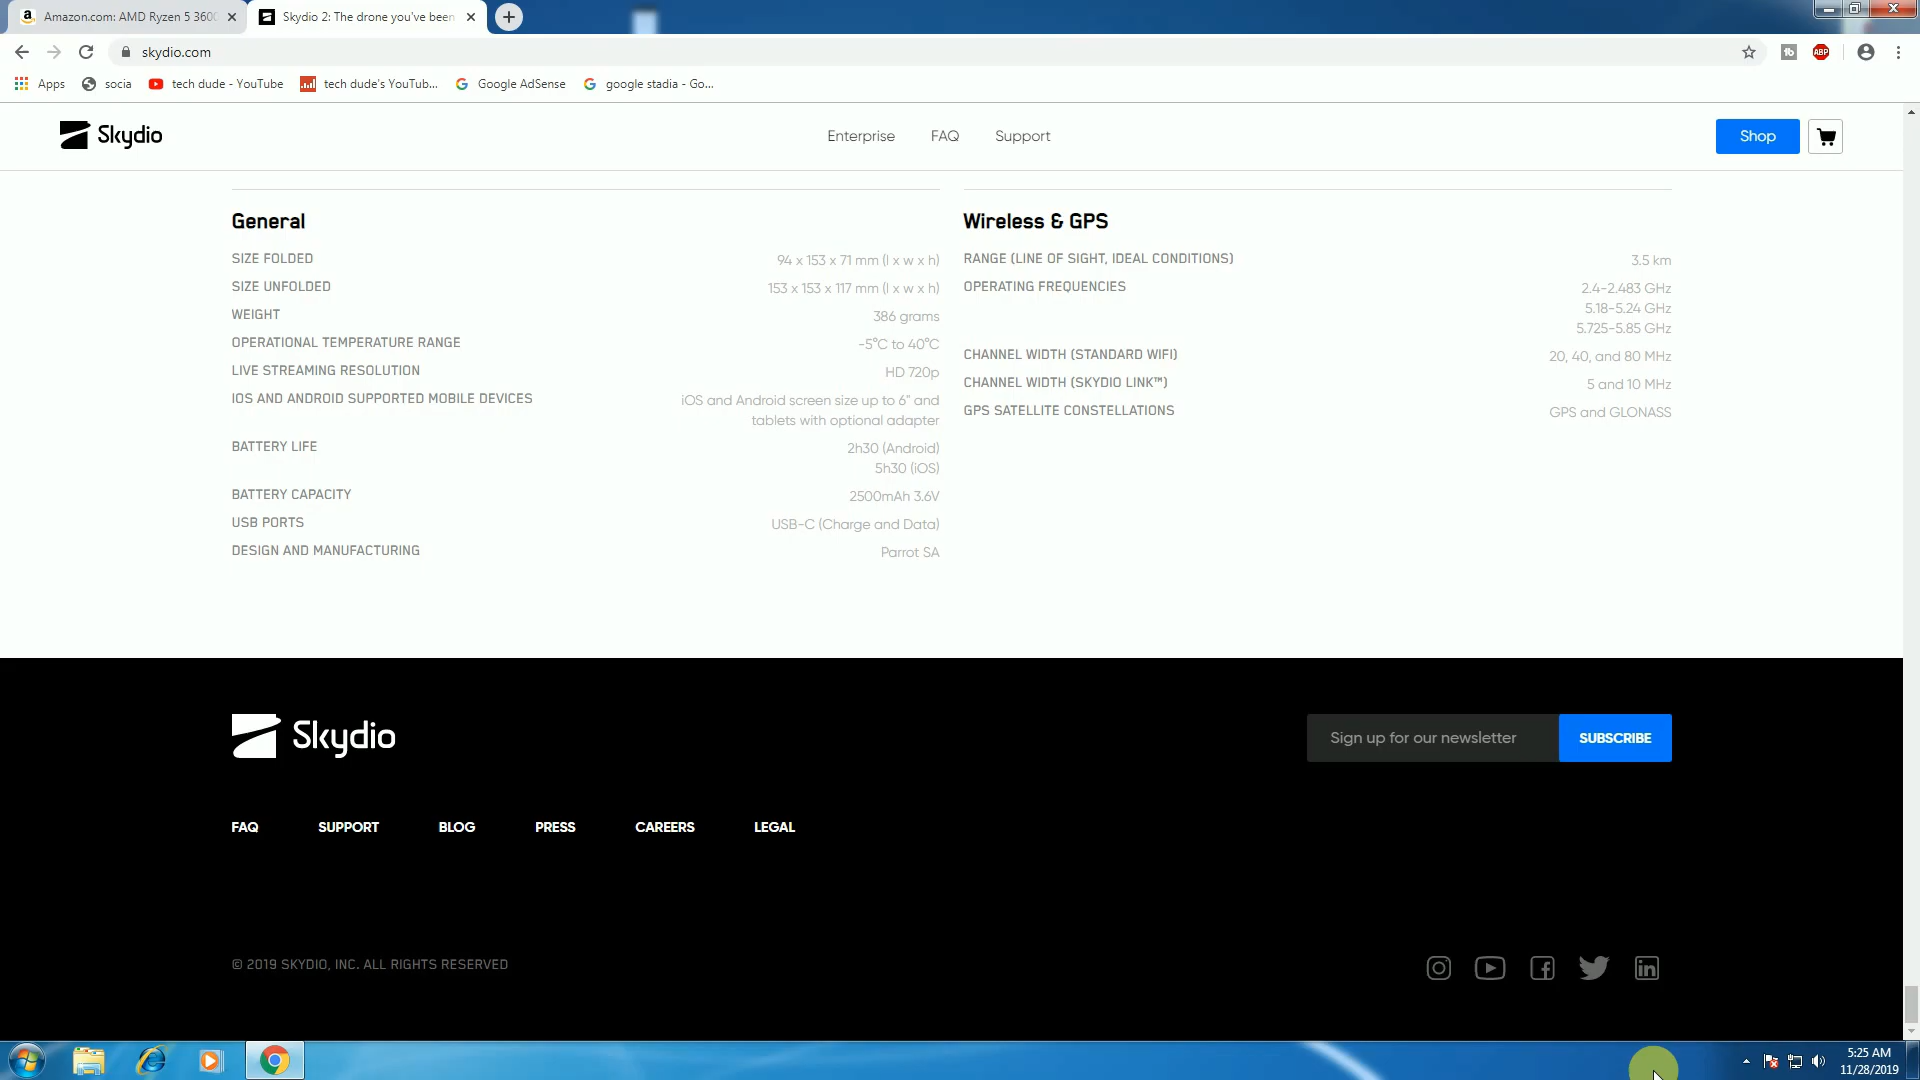 Amazon.com: AMD Ryzen 5 360
Skydio 2: The drone you've been
skydio.com
Apps
socia
tech dude - YouTube
tech dude's YouTub...
Google AdSense
google stadia - Go...
Skydio
Enterprise
FAQ
Support
Shop
General
SIZE FOLDED 94 x 153 x 71 mm (l x w x h)
SIZE UNFOLDED 153 x 153 x 117 mm (l x w x h)
WEIGHT 386 grams
OPERATIONAL TEMPERATURE RANGE -5°C to 40°C
LIVE STREAMING RESOLUTION HD 720p
IOS AND ANDROID SUPPORTED MOBILE DEVICES iOS and Android screen size up to 6" and
tablets with optional adapter
BATTERY LIFE 2h30 (Android)
5h30 (iOS)
BATTERY CAPACITY 2500mAh 3.6V
USB PORTS USB-C (Charge and Data)
DESIGN AND MANUFACTURING Parrot SA
Wireless & GPS
RANGE (LINE OF SIGHT, IDEAL CONDITIONS) 3.5 km
OPERATING FREQUENCIES 2.4-2.483 GHz
5.18-5.24 GHz
5.725-5.85 GHz
CHANNEL WIDTH (STANDARD WIFI) 20, 40, and 80 MHz
CHANNEL WIDTH (SKYDIO LINK™) 5 and 10 MHz
GPS SATELLITE CONSTELLATIONS GPS and GLONASS
Skydio
Sign up for our newsletter
SUBSCRIBE
FAQ
SUPPORT
BLOG
PRESS
CAREERS
LEGAL
© 2019 SKYDIO, INC. ALL RIGHTS RESERVED
5:25 AM
11/28/2019
ABP